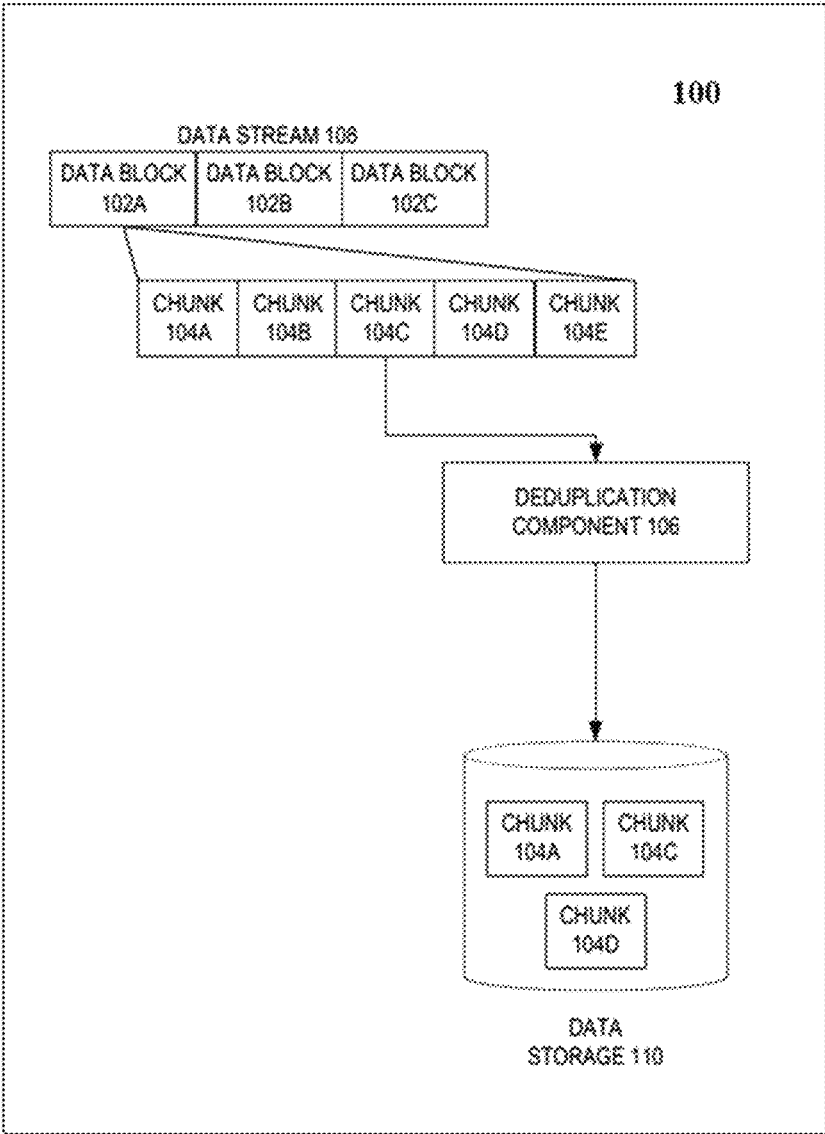 100
DATA STREAM 108
DATA BLOCK 102A
DATA BLOCK 102B
DATA BLOCK 102C
CHUNK 104A
CHUNK 104B
CHUNK 104C
CHUNK 104D
CHUNK 104E
DEDUPLICATION
COMPONENT 106
CHUNK 104A
CHUNK 104C
CHUNK 104D
DATA
STORAGE 110